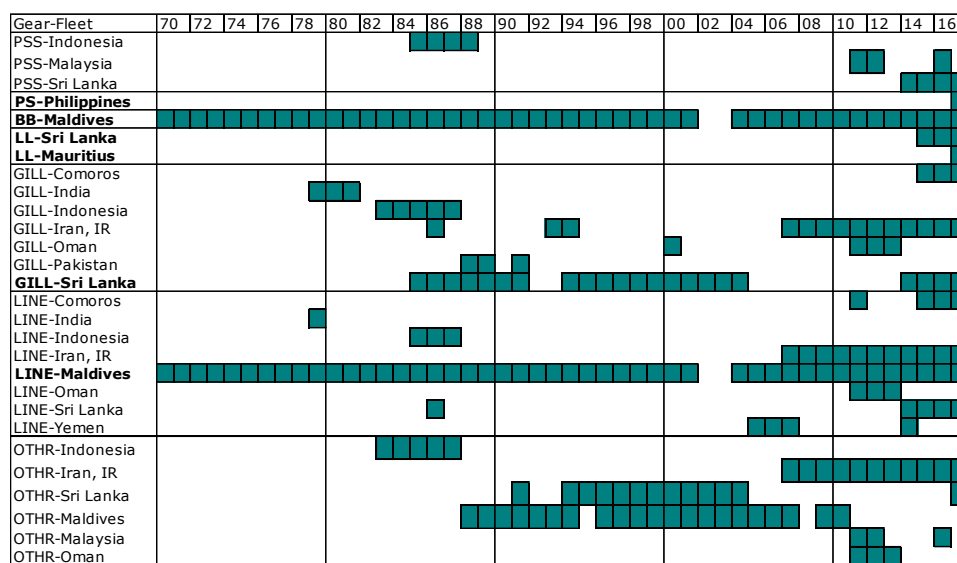 Gear-Fleet 70 72 74 76 78 80 82 84 86 88 90 92 94 96 98 00 02 04 06 08 10 12 14 16
PSS-Indonesia
PSS-Malaysia
PSS-Sri Lanka
PS-Philippines
BB-Maldives
LL-Sri Lanka
LL-Mauritius
GILL-Comoros
GILL-India
GILL-Indonesia
GILL-Iran, IR
GILL-Oman
GILL-Pakistan
GILL-Sri Lanka
LINE-Comoros
LINE-India
LINE-Indonesia
LINE-Iran, IR
LINE-Maldives
LINE-Oman
LINE-Sri Lanka
LINE-Yemen
OTHR-Indonesia
OTHR-Iran, IR
OTHR-Sri Lanka
OTHR-Maldives
OTHR-Malaysia
OTHR-Oman